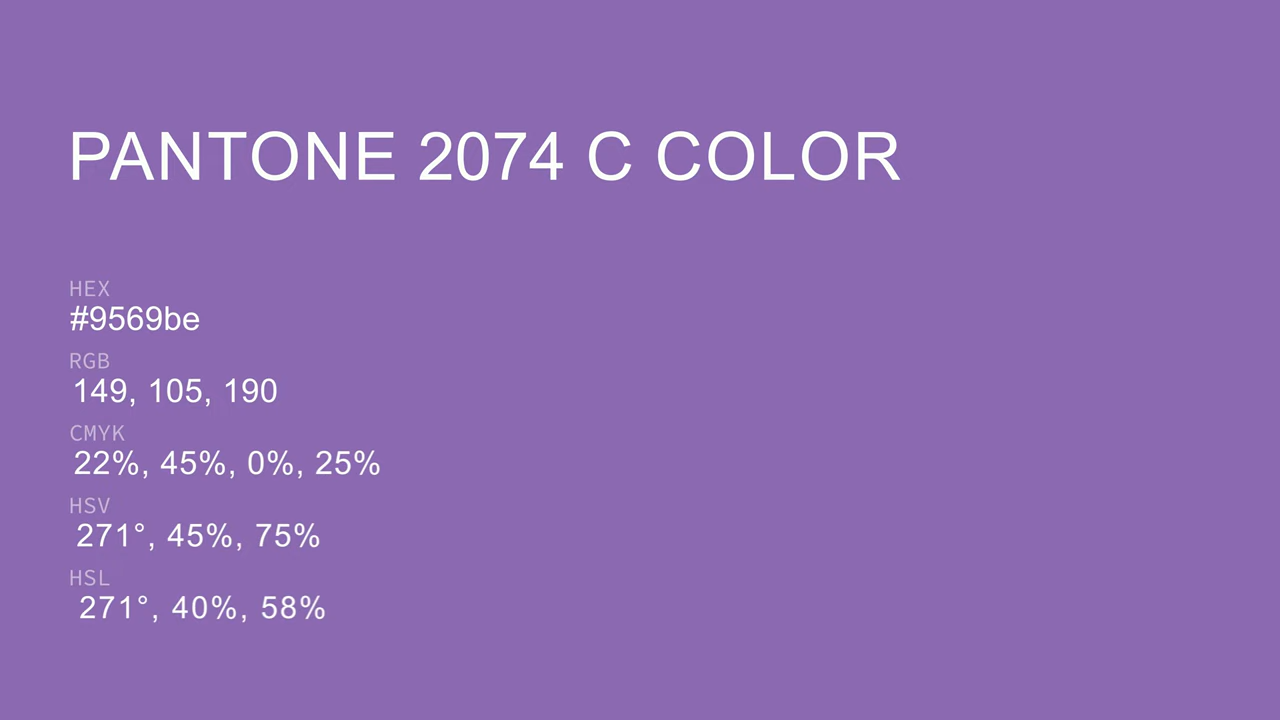 PANTONE 2074 C COLOR
HEX
#9569be
RGB
149, 105, 190
CMYK
22%, 45%, 0%, 25%
HSV
271°, 45%, 75%
HSL
271°, 40%, 58%